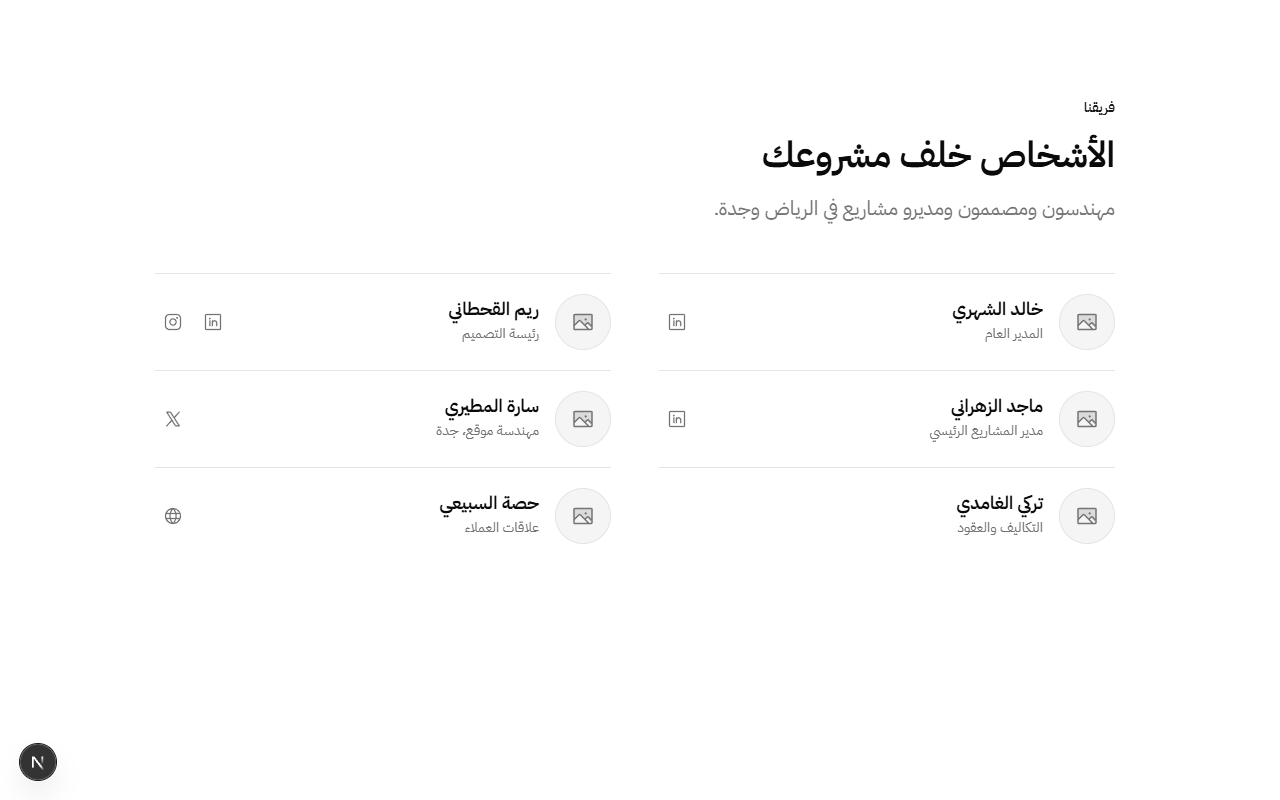 فريقنا
الأشخاص خلف مشروعك
مهندسون ومصممون ومديرو مشاريع في الرياض وجدة.
خالد الشهري
المدير العام
ريم القحطاني
رئيسة التصميم
ماجد الزهراني
مدير المشاريع الرئيسي
سارة المطيري
مهندسة موقع، جدة
تركي الغامدي
التكاليف والعقود
حصة السبيعي
علاقات العملاء